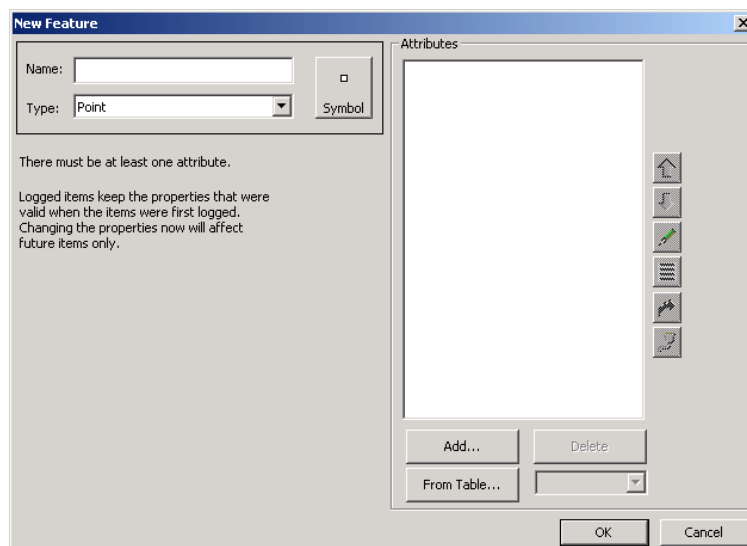 New Feature
Name:
Type: Point
Symbol
There must be at least one attribute.
Logged items keep the properties that were
valid when the items were first logged.
Changing the properties now will affect
future items only.
Attributes
Add...
Delete
From Table...
OK
Cancel